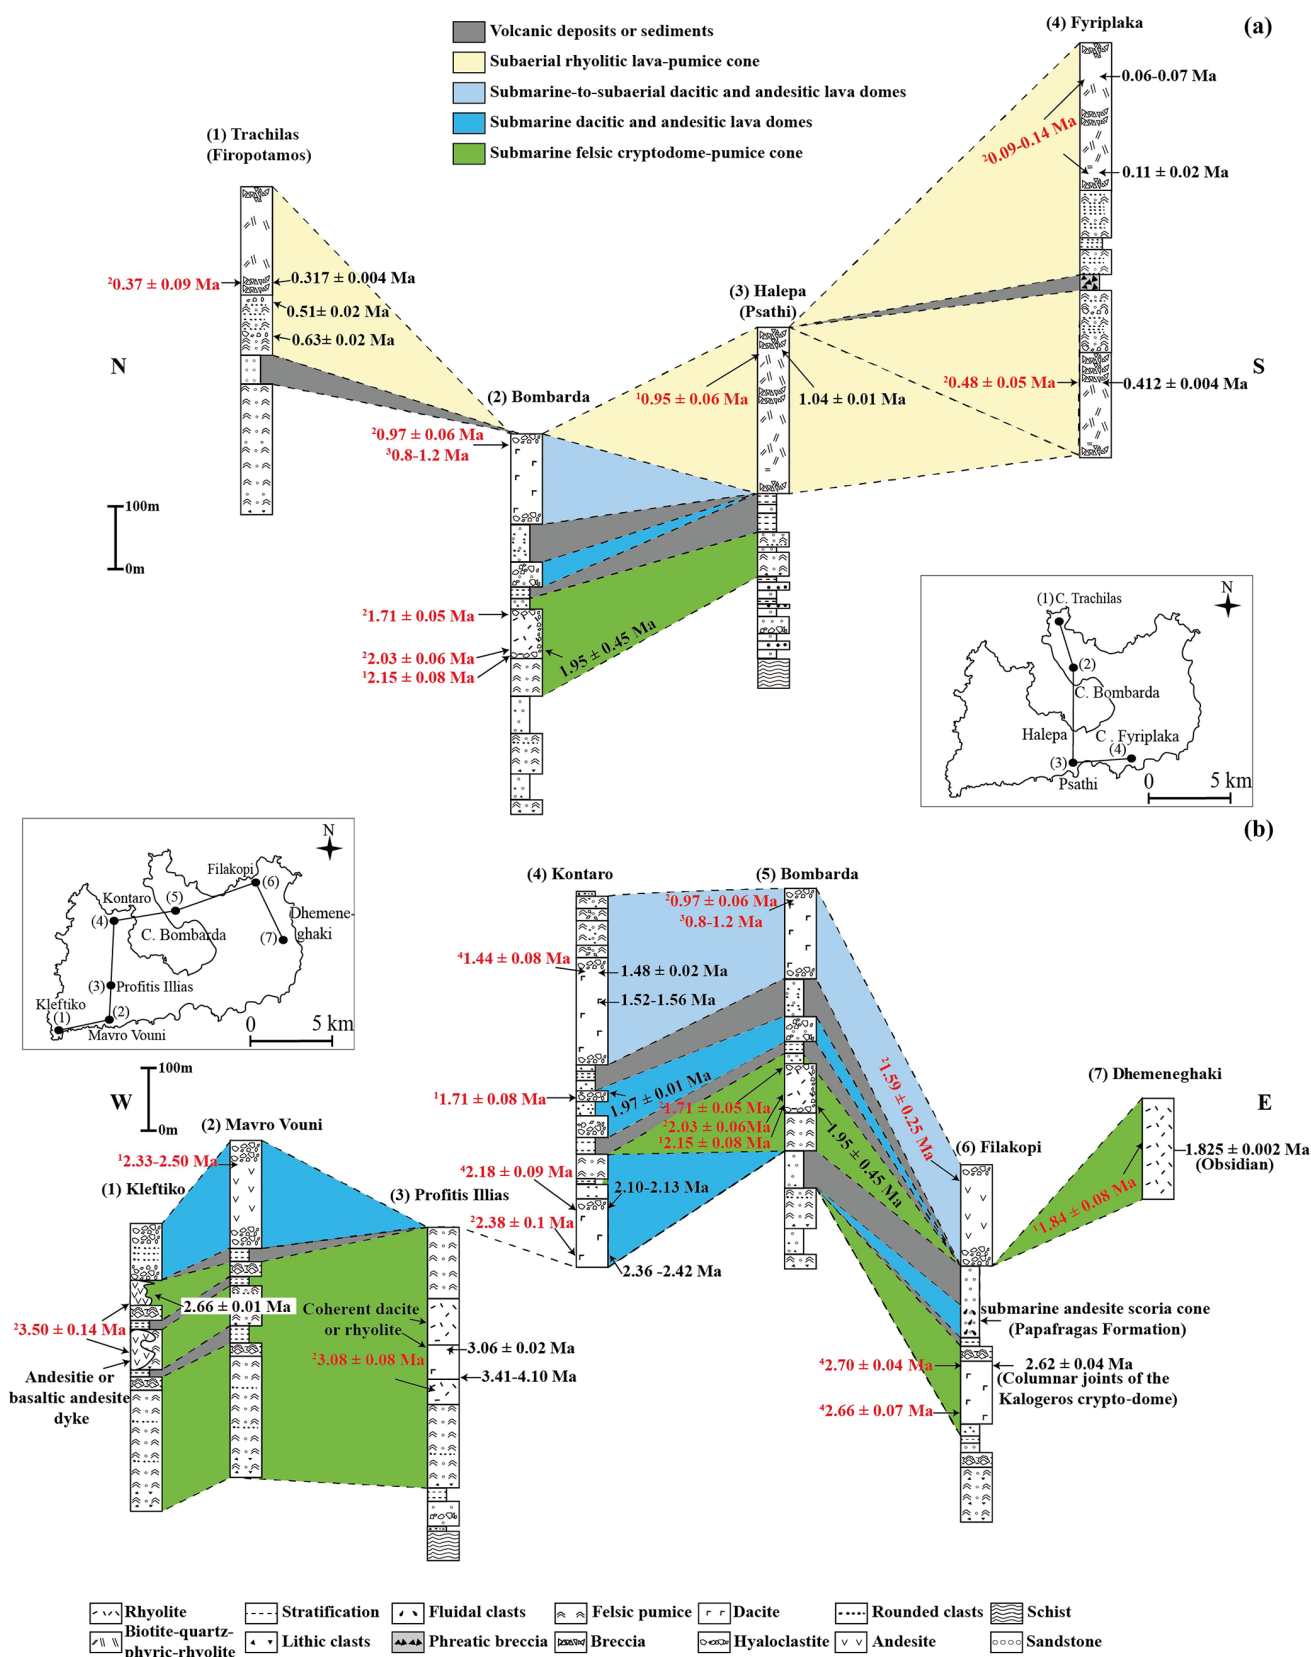 (a)
Volcanic deposits or sediments
Subaerial rhyolitic lava-pumice cone
Submarine-to-subaerial dacitic and andesitic lava domes
Submarine dacitic and andesitic lava domes
Submarine felsic cryptodome-pumice cone
(4) Fyriplaka
0.06-0.07 Ma
²0.09-0.14 Ma
0.11 ± 0.02 Ma
(1) Trachilas
(Firopotamos)
²0.37 ± 0.09 Ma
0.317 ± 0.004 Ma
0.51± 0.02 Ma
0.63± 0.02 Ma
N
S
(3) Halepa
(Psathi)
¹0.95 ± 0.06 Ma
1.04 ± 0.01 Ma
²0.48 ± 0.05 Ma
0.412 ± 0.004 Ma
(2) Bombarda
²0.97 ± 0.06 Ma
³0.8-1.2 Ma
100m
0m
²1.71 ± 0.05 Ma
²2.03 ± 0.06 Ma
¹2.15 ± 0.08 Ma
1.95 ± 0.45 Ma
N
(1) C. Trachilas
(2)
C. Bombarda
Halepa
C . Fyriplaka
(4)
(3)
Psathi
0
5 km
(b)
N
Filakopi
(6)
Kontaro
(5)
(4)
Dhemene-
ghaki
C. Bombarda
(7)
(3)
Profitis Illias
Kleftiko
(1)
(2)
Mavro Vouni
0
5 km
(4) Kontaro
(5) Bombarda
²0.97 ± 0.06 Ma
³0.8-1.2 Ma
⁴1.44 ± 0.08 Ma
1.48 ± 0.02 Ma
1.52-1.56 Ma
100m
0m
W
E
¹1.71 ± 0.08 Ma
1.97 ± 0.01 Ma
²1.71 ± 0.05 Ma
²2.03 ± 0.06Ma
¹2.15 ± 0.08 Ma
1.95 ± 0.45 Ma
²1.59 ± 0.25 Ma
(7) Dhemeneghaki
1.825 ± 0.002 Ma
(Obsidian)
¹1.84 ± 0.08 Ma
(6) Filakopi
(2) Mavro Vouni
¹2.33-2.50 Ma
(1) Kleftiko
(3) Profitis Illias
⁴2.18 ± 0.09 Ma
2.10-2.13 Ma
²2.38 ± 0.1 Ma
2.36 -2.42 Ma
2.66 ± 0.01 Ma
²3.50 ± 0.14 Ma
Coherent dacite
or rhyolite
²3.08 ± 0.08 Ma
3.06 ± 0.02 Ma
3.41-4.10 Ma
Andesitie or
basaltic andesite
dyke
submarine andesite scoria cone
(Papafragas Formation)
⁴2.70 ± 0.04 Ma
2.62 ± 0.04 Ma
(Columnar joints of the
Kalogeros crypto-dome)
⁴2.66 ± 0.07 Ma
Rhyolite
Stratification
Fluidal clasts
Felsic pumice
Dacite
Rounded clasts
Schist
Biotite-quartz-
phyric-rhyolite
Lithic clasts
Phreatic breccia
Breccia
Hyaloclastite
Andesite
Sandstone